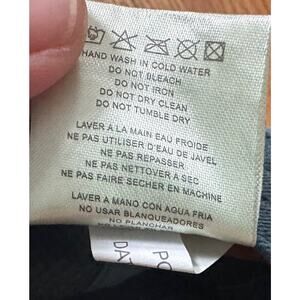 HAND WASH IN COLD WATER
DO NOT BLEACH
DO NOT IRON
DO NOT DRY CLEAN
DO NOT TUMBLE DRY
LAVER A LA MAIN EAU FROIDE
NE PAS UTILISER D'EAU DE JAVEL
NE PAS REPASSER
NE PAS NETTOVER A SEC
NE PAS FAIRE SECHER EN MACHINE
LAVER A MANO CON AGUA FRIA
NO USAR BLANQUEADORES
NO PLANCHAR